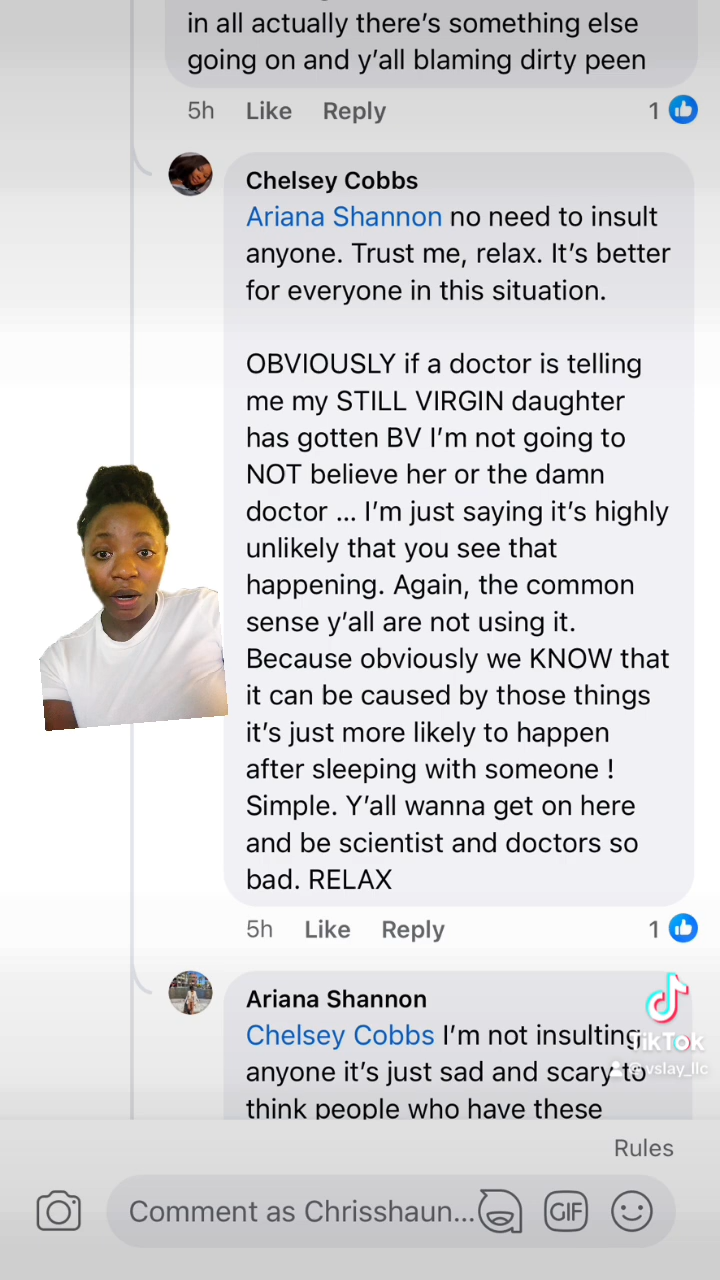 in all actually there's something else
going on and y'all blaming dirty peen
5h Like Reply 1
Chelsey Cobbs
Ariana Shannon no need to insult
anyone. Trust me, relax. It's better
for everyone in this situation.
OBVIOUSLY if a doctor is telling
me my STILL VIRGIN daughter
has gotten BV I'm not going to
NOT believe her or the damn
doctor ... I'm just saying it's highly
unlikely that you see that
happening. Again, the common
sense y'all are not using it.
Because obviously we KNOW that
it can be caused by those things
it's just more likely to happen
after sleeping with someone !
Simple. Y'all wanna get on here
and be scientist and doctors so
bad. RELAX
5h Like Reply 1
Ariana Shannon
Chelsey Cobbs I'm not insulting
anyone it's just sad and scary to
think people who have these
TikTok
@vslay_llc
Rules
Comment as Chrisshaun...
GIF